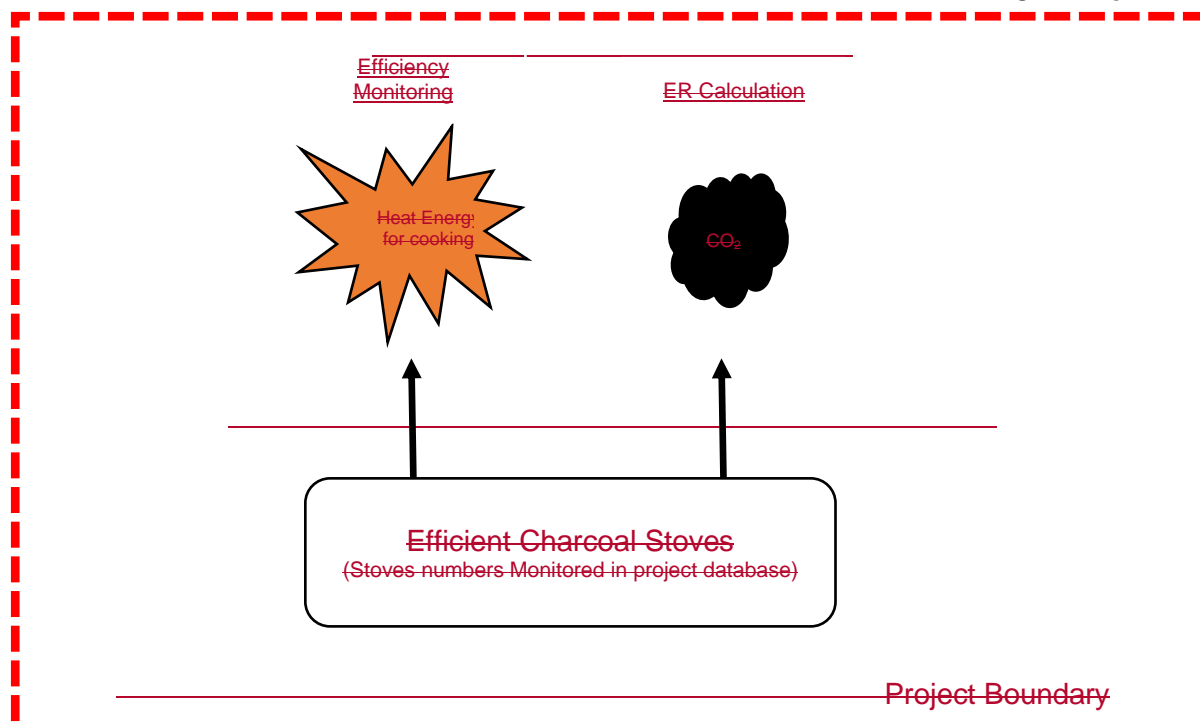 Efficiency
Monitoring
ER Calculation
Heat Energy
for cooking
CO₂
Efficient Charcoal Stoves
(Stoves numbers Monitored in project database)
Project Boundary